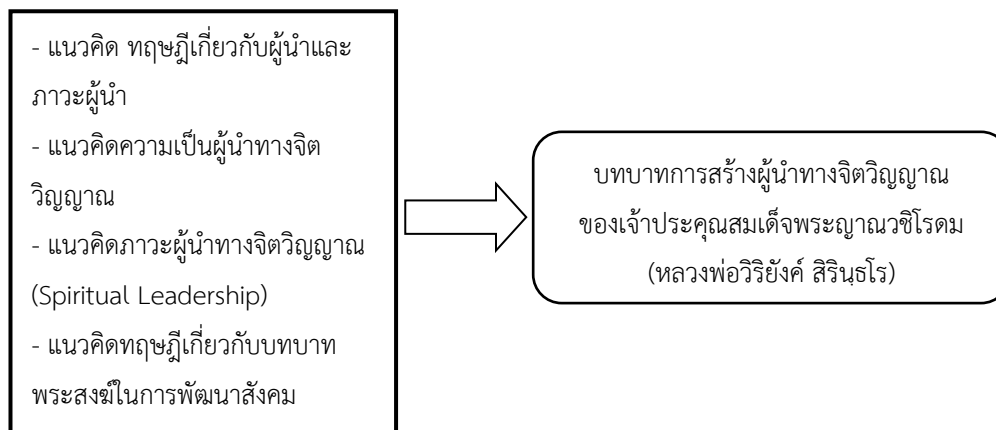 - แนวคิด ทฤษฎีเกี่ยวกับผู้นำและ
ภาวะผู้นำ
- แนวคิดความเป็นผู้นำทางจิต
วิญญาณ
- แนวคิดภาวะผู้นำทางจิตวิญญาณ
(Spiritual Leadership)
- แนวคิดทฤษฎีเกี่ยวกับบทบาท
พระสงฆ์ในการพัฒนาสังคม
บทบาทการสร้างผู้นำทางจิตวิญญาณ
ของเจ้าประคุณสมเด็จพระญาณวชิโรดม
(หลวงพ่อวิริยังค์ สิรินฺธโร)